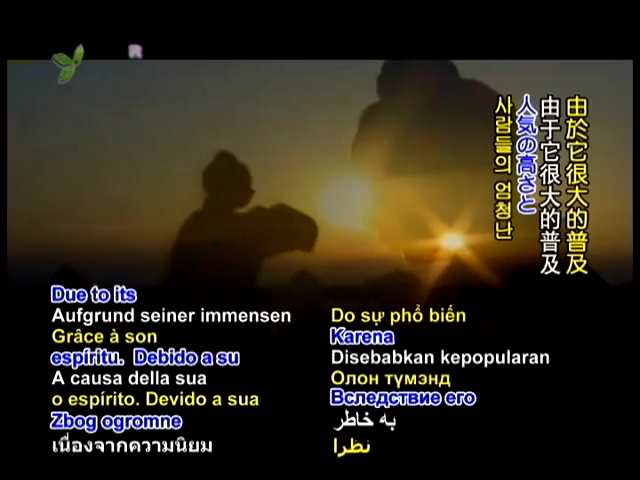 由於它很大的普及
由于它很大的普及
人気の高さと
사람들의 엄청난
Due to its
Aufgrund seiner immensen
Grâce à son
espíritu. Debido a su
A causa della sua
o espírito. Devido a sua
Zbog ogromne
เนื่องจากความนิยม
Do sự phổ biến
Karena
Disebabkan kepopularan
Олон түмэнд
Вследствие его
به خاطر
نظرا